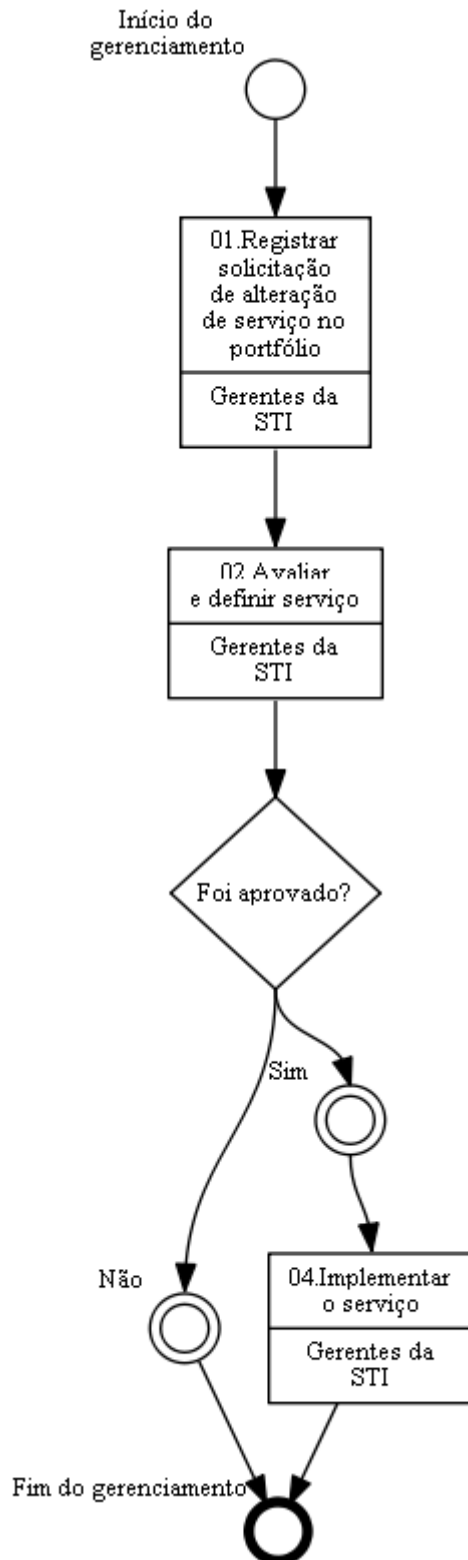 Início do
gerenciamento
01.Registrar
solicitação
de alteração
de serviço no
portfólio
Gerentes da
STI
02.Avaliar
e definir serviço
Gerentes da
STI
Foi aprovado?
Sim
Não
04.Implementar
o serviço
Gerentes da
STI
Fim do gerenciamento